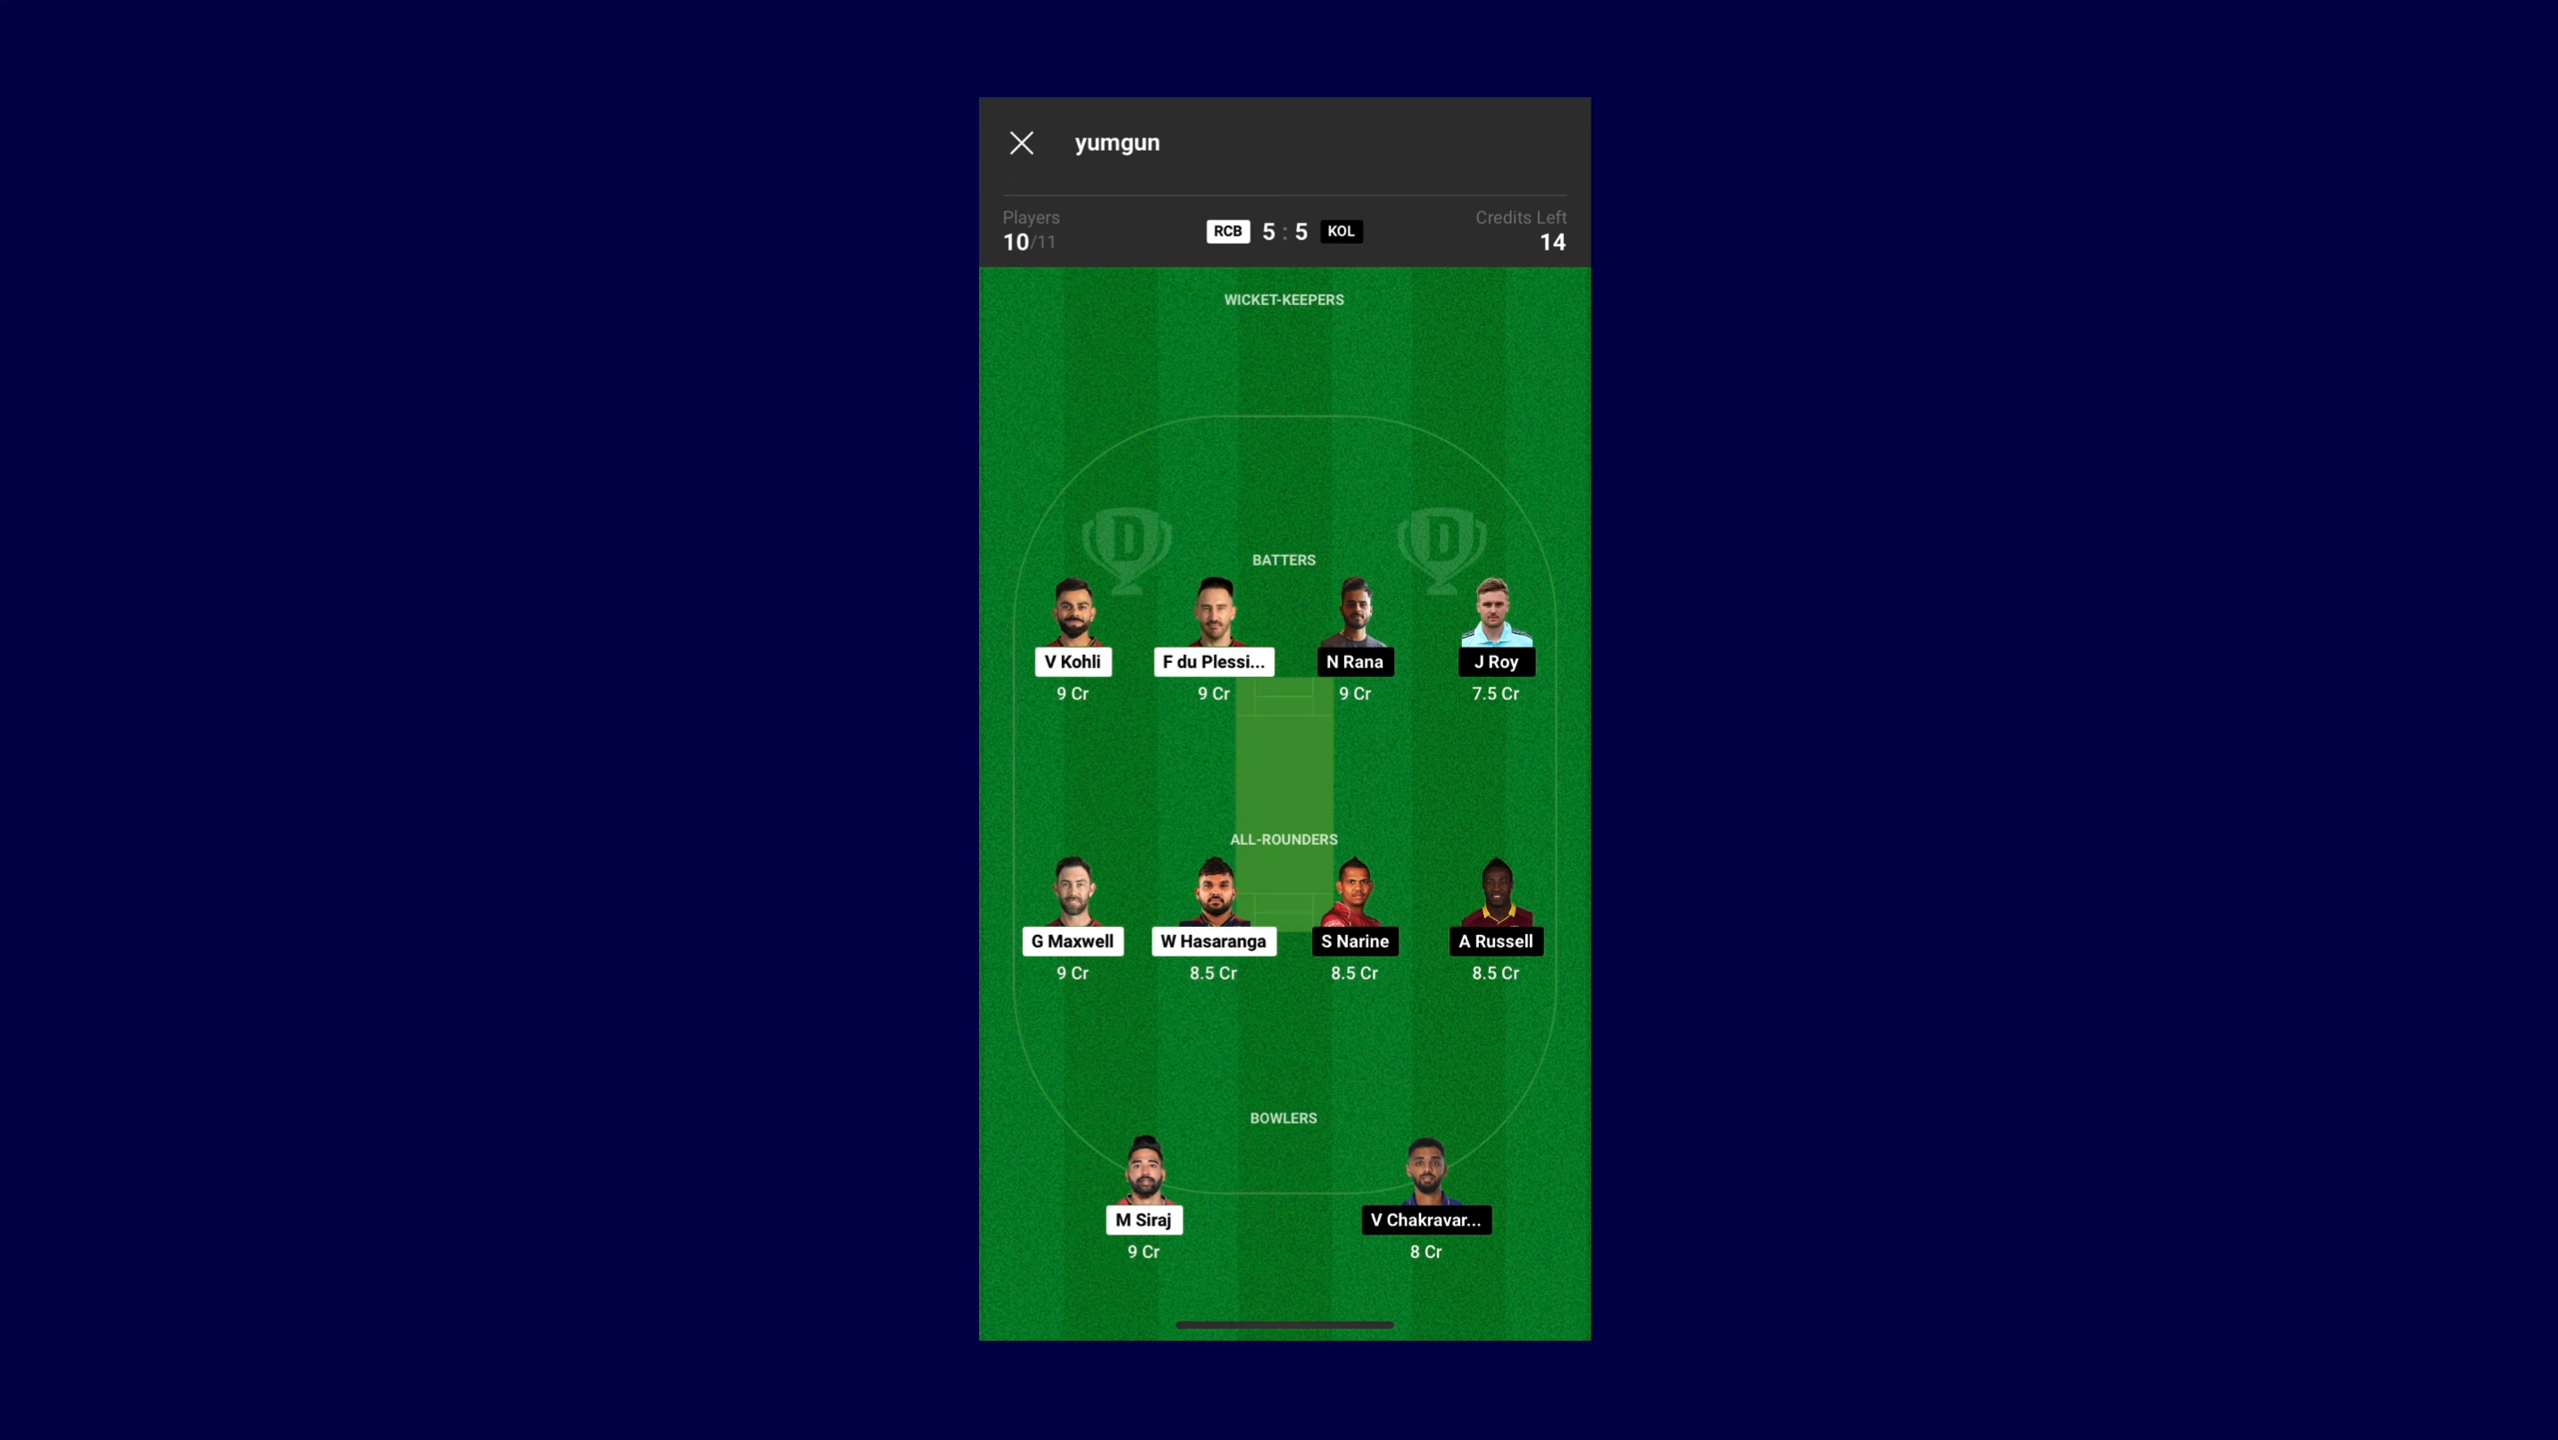 yumgun
Players
10/11
RCB 5 : 5 KOL
Credits Left
14
WICKET-KEEPERS
D D
BATTERS
V Kohli F du Plessi... N Rana J Roy
9 Cr 9 Cr 9 Cr 7.5 Cr
ALL-ROUNDERS
G Maxwell W Hasaranga S Narine A Russell
9 Cr 8.5 Cr 8.5 Cr 8.5 Cr
BOWLERS
M Siraj V Chakravar...
9 Cr 8 Cr